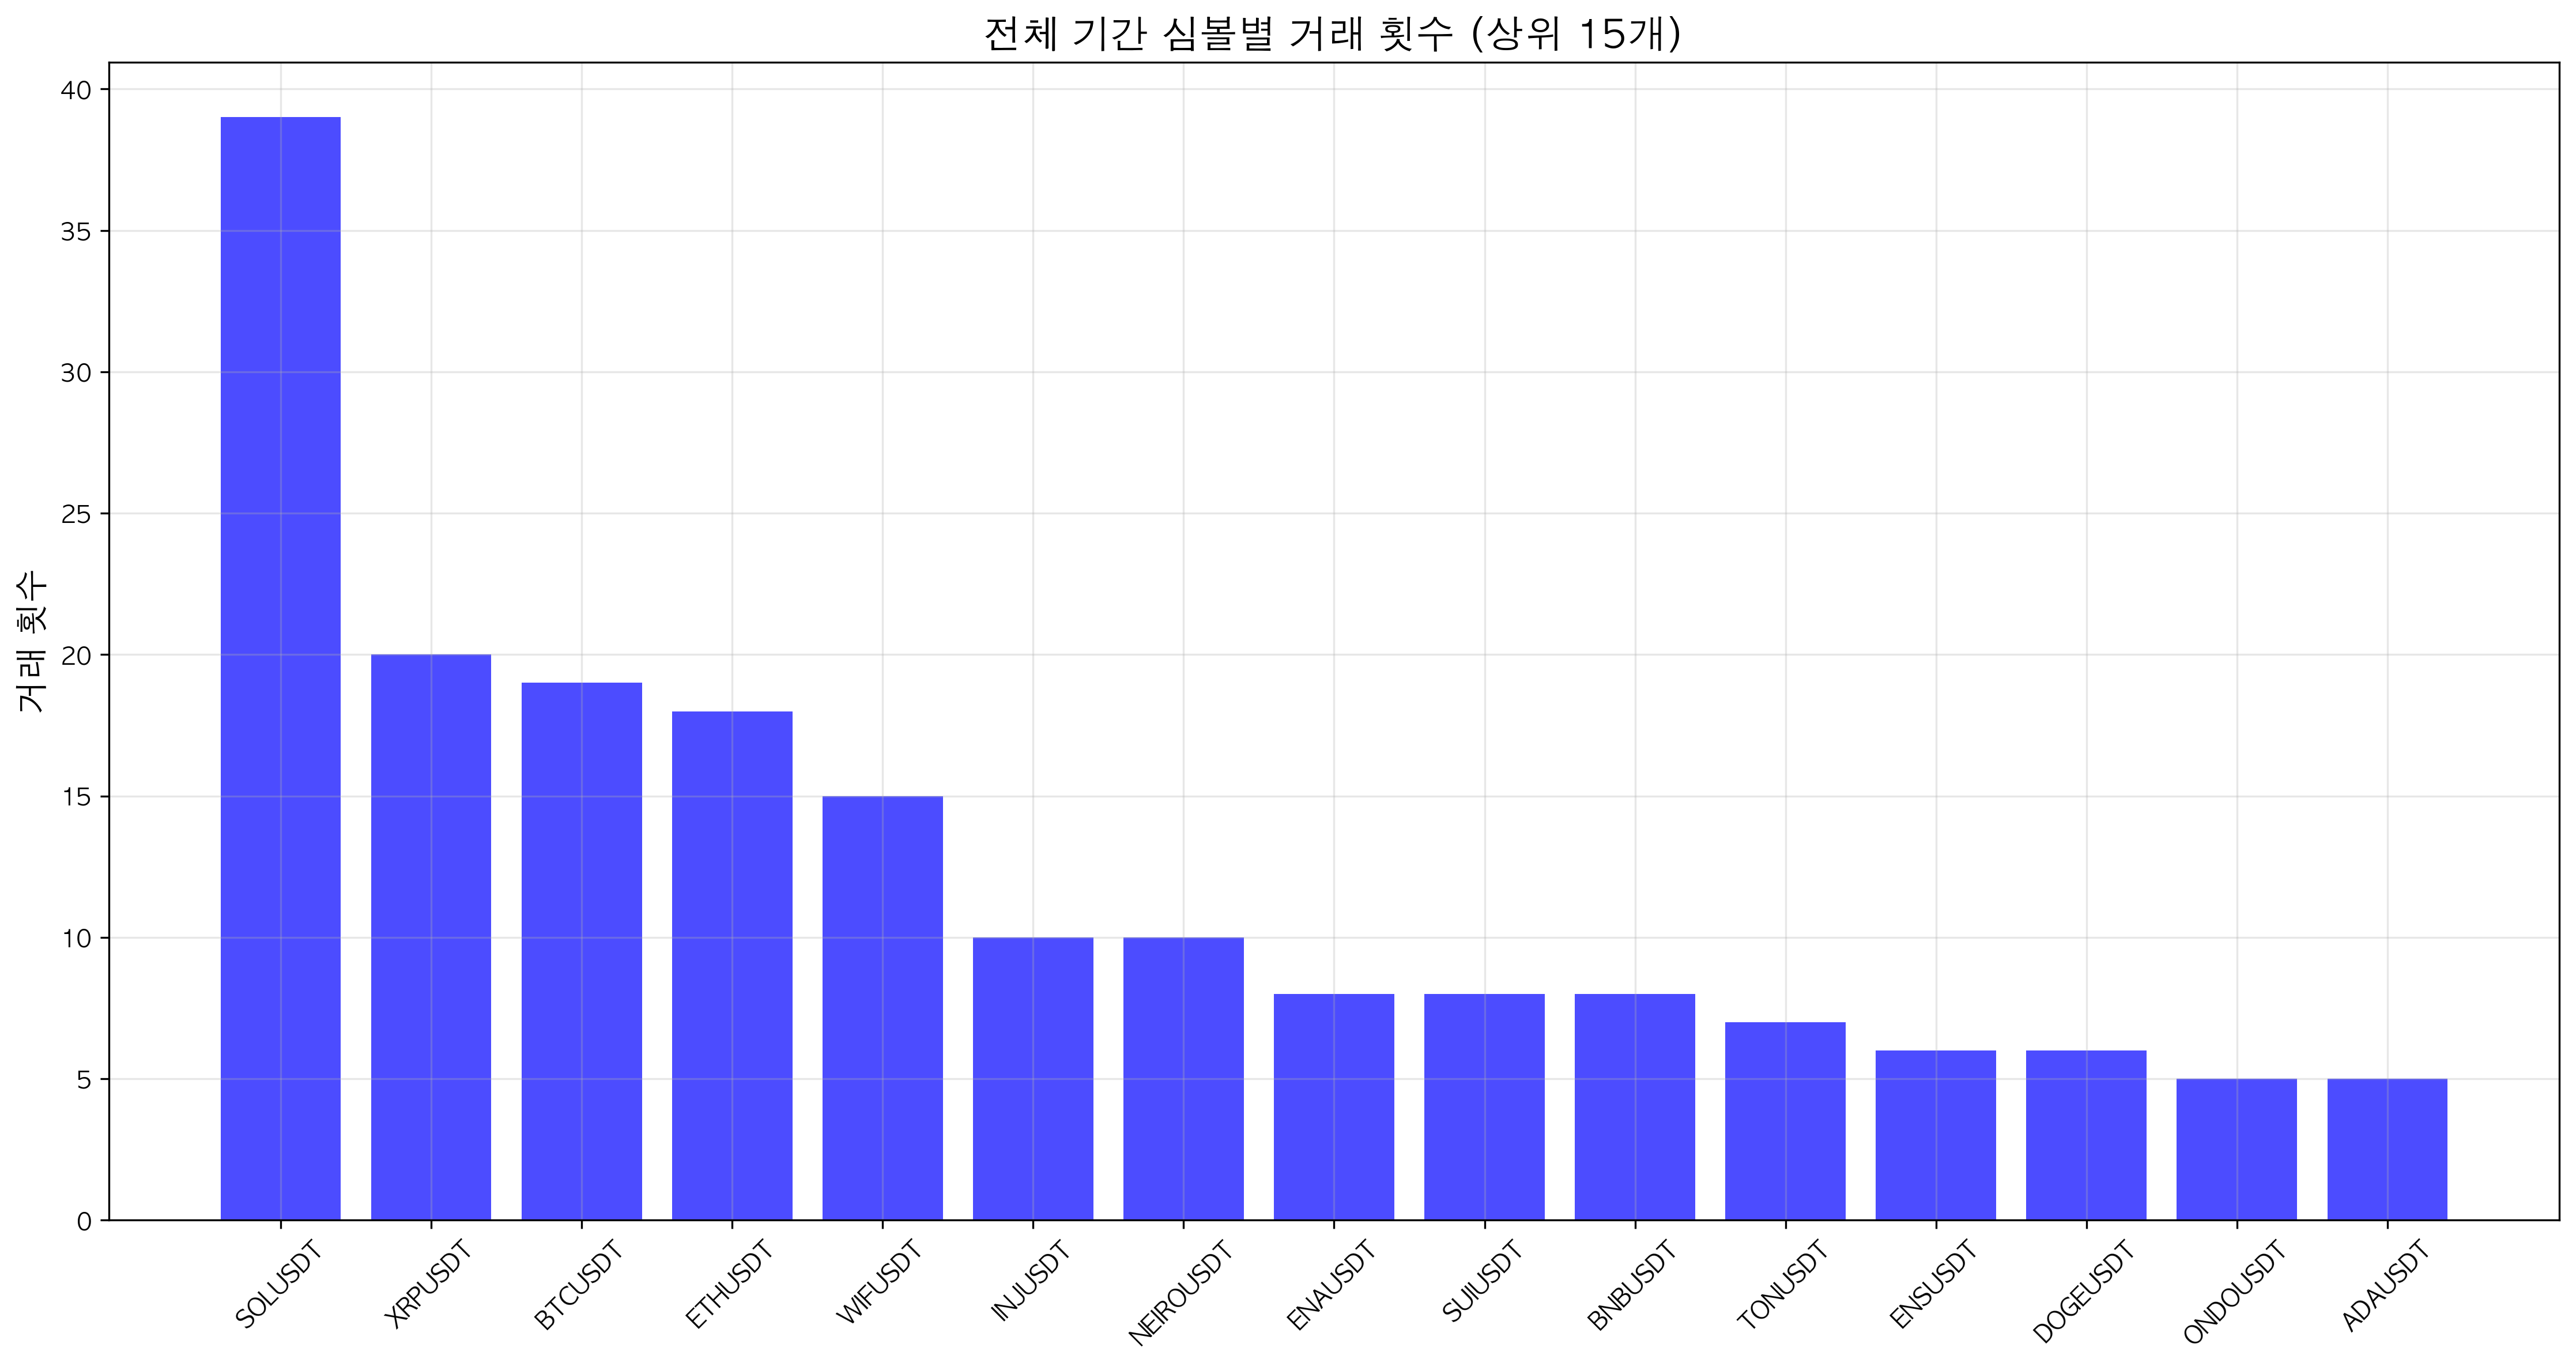 전체 기간 심볼별 거래 횟수 (상위 15개)
거래 횟수
40
35
30
25
20
15
10
5
0
SOLUSDT
XRPUSDT
BTCUSDT
ETHUSDT
WIFUSDT
INJUSDT
NEIROUSDT
ENAUSDT
SUIUSDT
BNBUSDT
TONUSDT
ENSUSDT
DOGEUSDT
ONDOUSDT
ADAUSDT